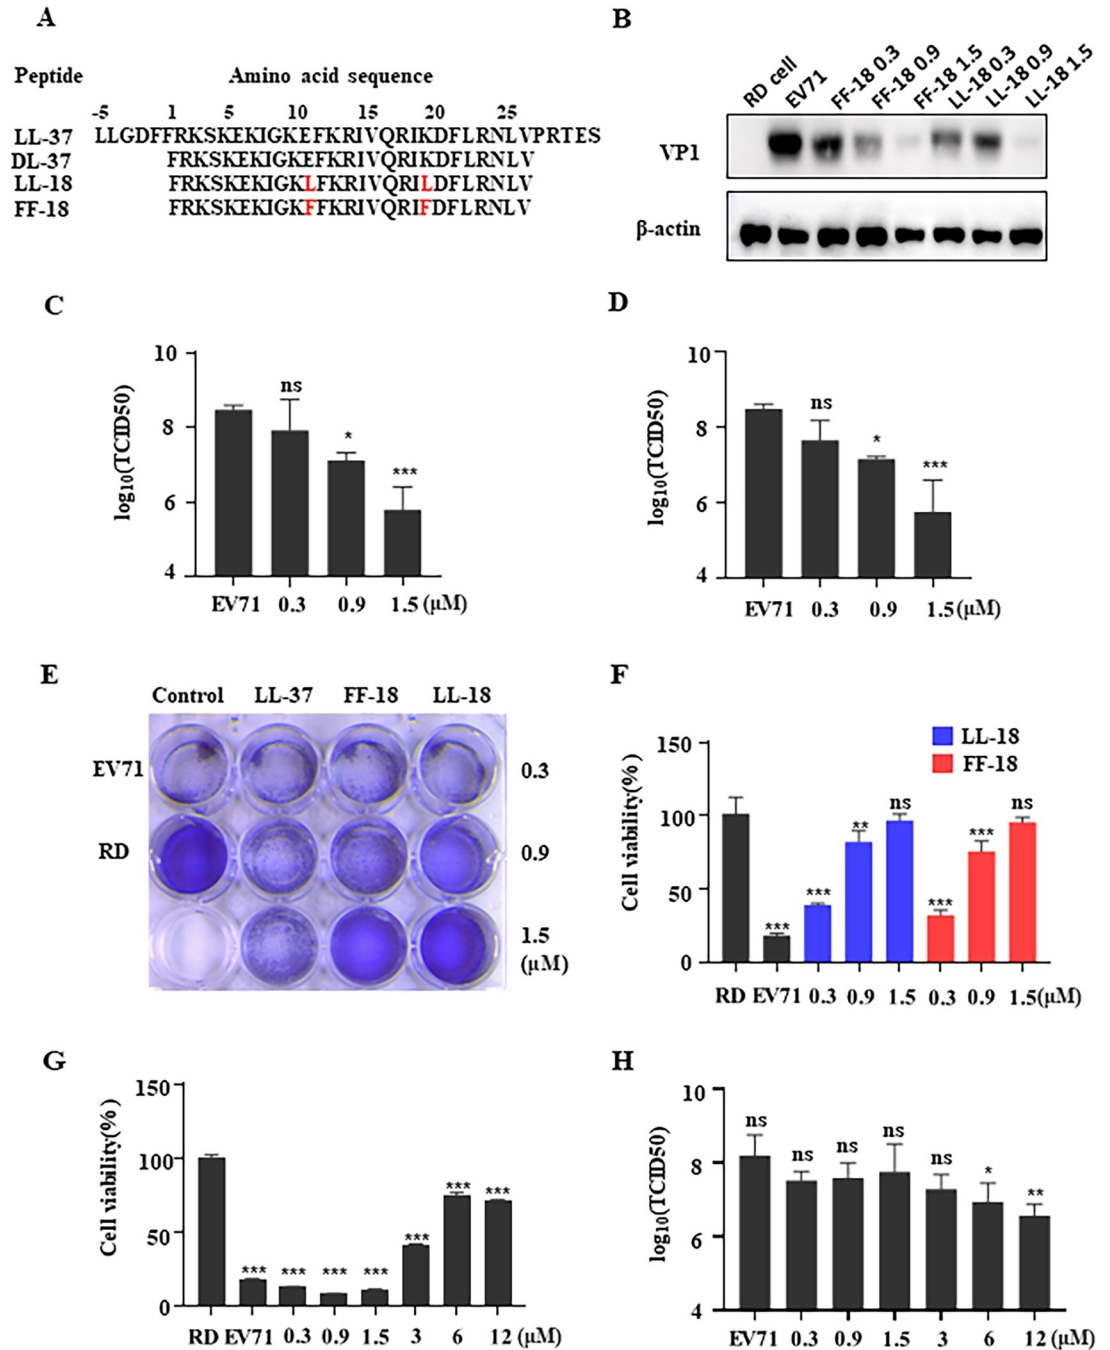 A
Peptide Amino acid sequence
-5 1 5 10 15 20 25
LL-37 LLGDFFRKSKEKIGKEFKRIVQRIKDFLRNLVPRTES
DL-37 FRKSKEKIGKEFKRIVQRIKDFLRNLV
LL-18 FRKSKEKIGKLFKRIVQRILDFLRNLV
FF-18 FRKSKEKIGKFFKRIVQRIFDFLRNLV
B
RD cell EV71 FF-18 0.3 FF-18 0.9 FF-18 1.5 LL-18 0.3 LL-18 0.9 LL-18 1.5
VP1
β-actin
C
log10(TCID50)
10
8
6
4
ns * ***
EV71 0.3 0.9 1.5 (μM)
D
log10(TCID50)
10
8
6
4
ns * ***
EV71 0.3 0.9 1.5 (μM)
E
Control LL-37 FF-18 LL-18
EV71 0.3
RD 0.9
1.5
(μM)
F
LL-18
FF-18
Cell viability(%)
150
100
50
0
*** *** ** ns *** *** ns
RD EV71 0.3 0.9 1.5 0.3 0.9 1.5(μM)
G
Cell viability(%)
150
100
50
0
*** *** *** *** *** *** ***
RD EV71 0.3 0.9 1.5 3 6 12 (μM)
H
log10(TCID50)
10
8
6
4
ns ns ns ns ns * **
EV71 0.3 0.9 1.5 3 6 12 (μM)